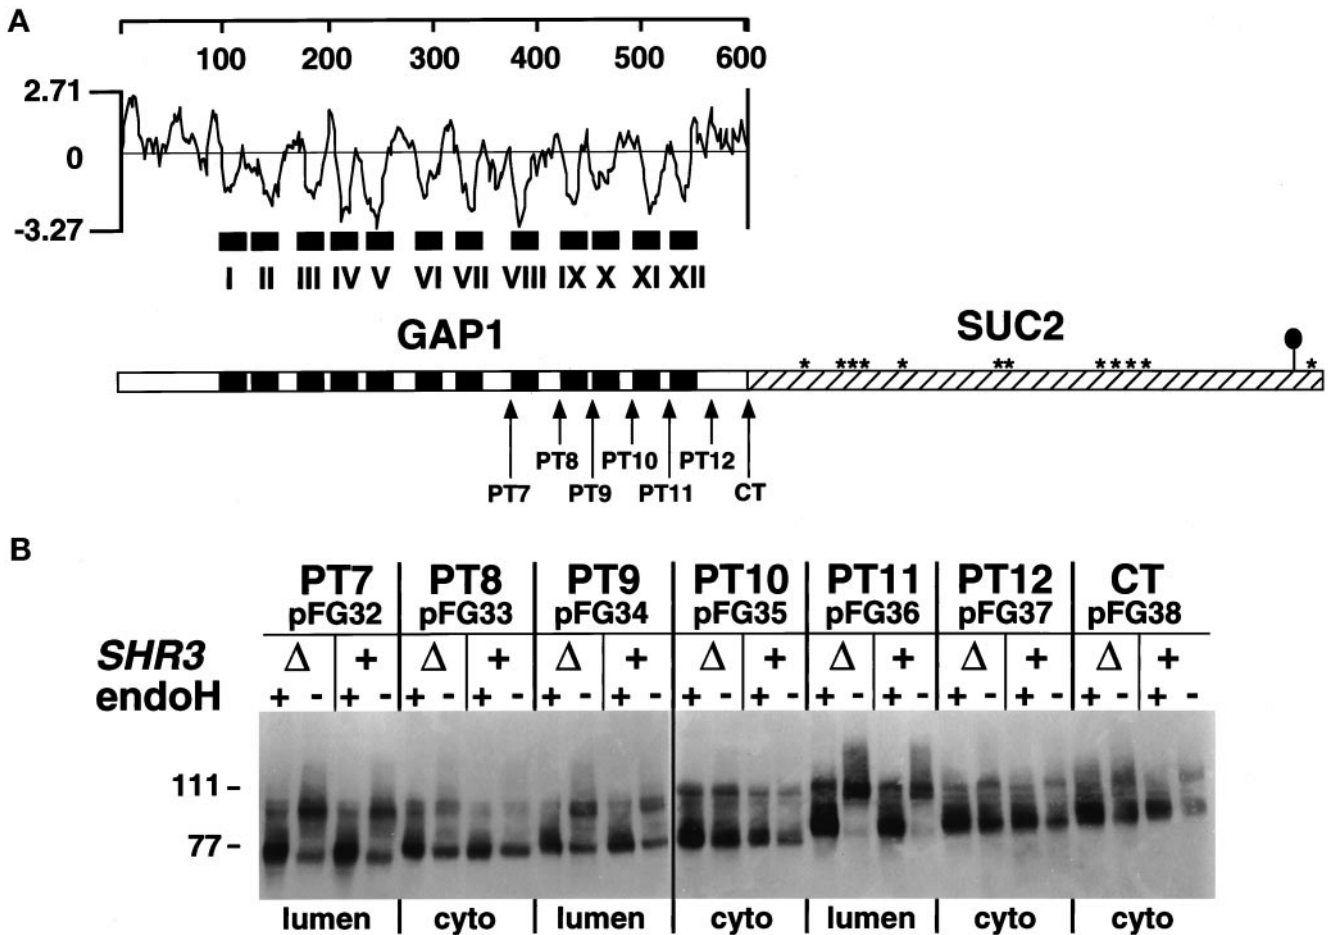 A
100 200 300 400 500 600
2.71
0
-3.27
I II III IV V VI VII VIII IX X XI XII
GAP1
SUC2
* *** * ** **** *
PT8 PT10 PT12
PT7 PT9 PT11 CT
B
PT7 PT8 PT9 PT10 PT11 PT12 CT
pFG32 pFG33 pFG34 pFG35 pFG36 pFG37 pFG38
SHR3 Δ + Δ + Δ + Δ + Δ + Δ + Δ +
endoH + - + - + - + - + - + - + - + - + - + - + - + - + - + -
111 -
77 -
lumen cyto lumen cyto lumen cyto cyto